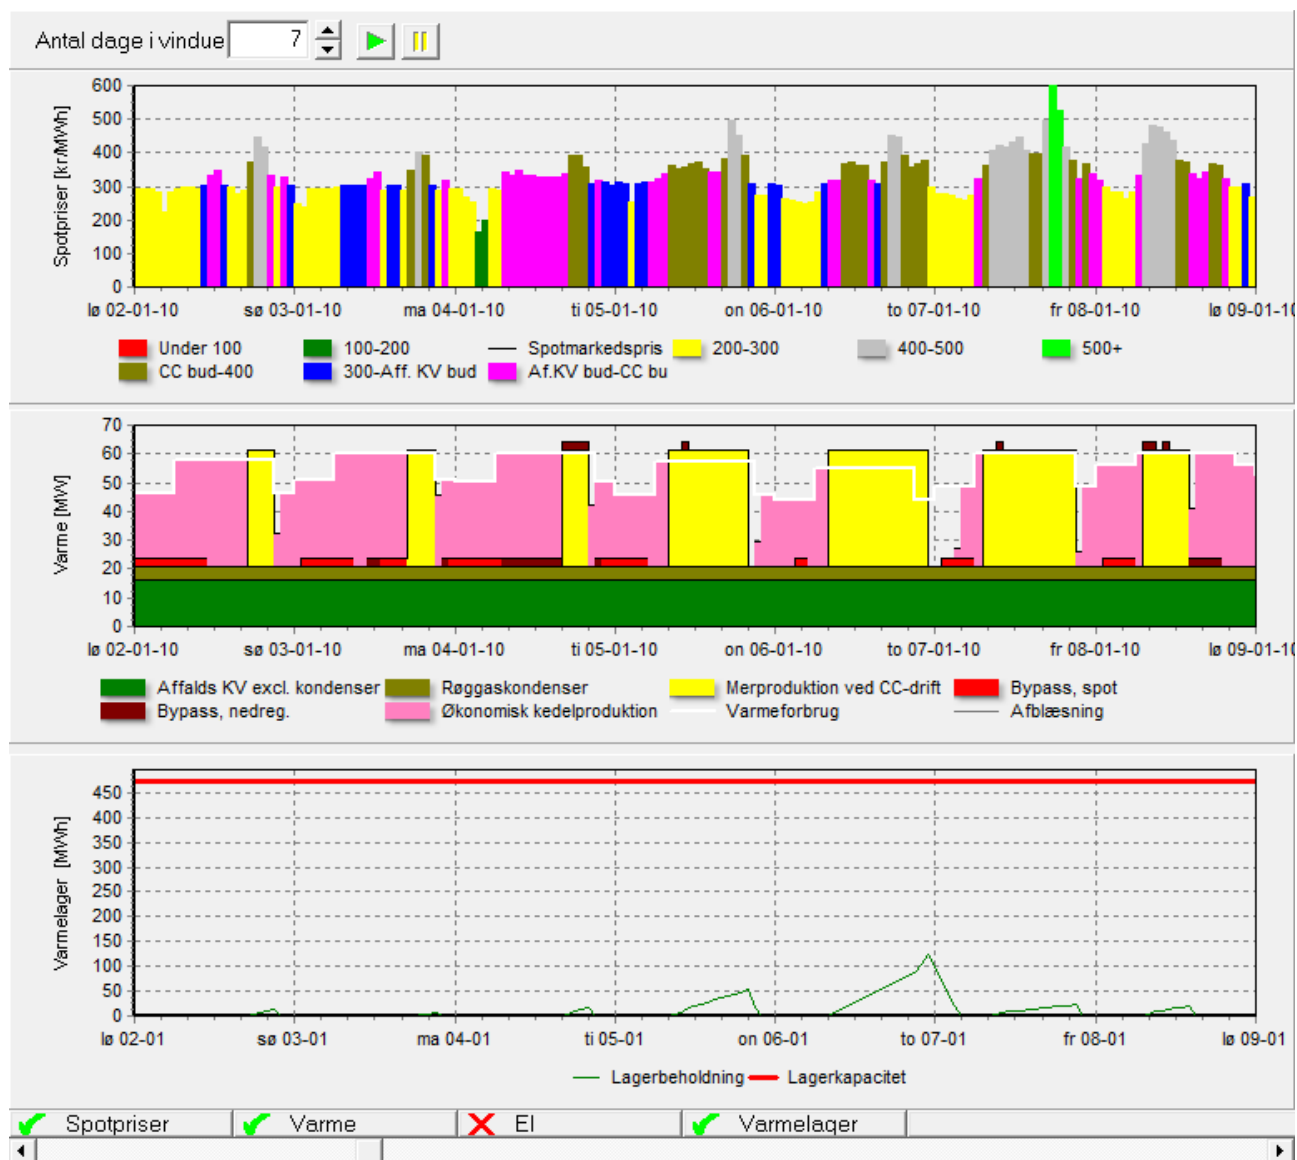 Antal dage i vindue 7
Spotpriser [kr/MWh]
600
500
400
300
200
100
0
lø 02-01-10 sø 03-01-10 ma 04-01-10 ti 05-01-10 on 06-01-10 to 07-01-10 fr 08-01-10 lø 09-01-10
Under 100 100-200 Spotmarkedspris 200-300 400-500 500+
CC bud-400 300-Aff. KV bud Af.KV bud-CC bu
Varme [MW]
70
60
50
40
30
20
10
0
lø 02-01-10 sø 03-01-10 ma 04-01-10 ti 05-01-10 on 06-01-10 to 07-01-10 fr 08-01-10 lø 09-01-10
Affalds KV excl. kondenser Røggaskondenser Merproduktion ved CC-drift Bypass, spot
Bypass, nedreg. Økonomisk kedelproduktion Varmeforbrug Afblæsning
Varmelager [MWh]
450
400
350
300
250
200
150
100
50
0
lø 02-01 sø 03-01 ma 04-01 ti 05-01 on 06-01 to 07-01 fr 08-01 lø 09-01
Lagerbeholdning Lagerkapacitet
Spotpriser Varme El Varmelager